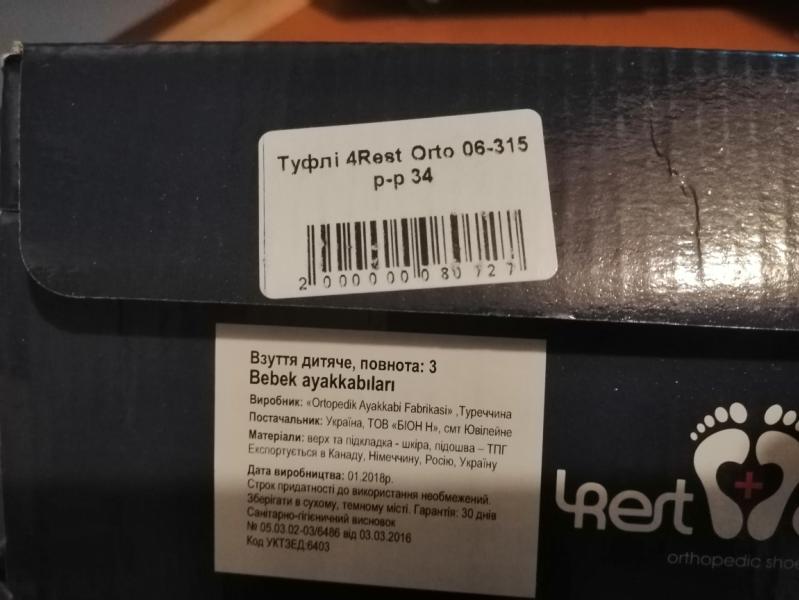 Туфлі 4Rest Orto 06-315
р-р 34
2 000000 080727
Взуття дитяче, повнота: 3
Bebek ayakkabıları
Виробник: «Ortopedik Ayakkabi Fabrikasi» ,Туреччина
Постачальник: Україна, ТОВ «БІОН Н», смт Ювілейне
Матеріали: верх та підкладка - шкіра, підошва – ТПГ
Експортується в Канаду, Німеччину, Росію, Україну
Дата виробництва: 01.2018р.
Строк придатності до використання необмежений.
Зберігати в сухому, темному місті. Гарантія: 30 днів
Санітарно-гігієнічний висновок
№ 05.03.02-03/6486 від 03.03.2016
Код УКТЗЕД:6403
4Rest
orthopedic